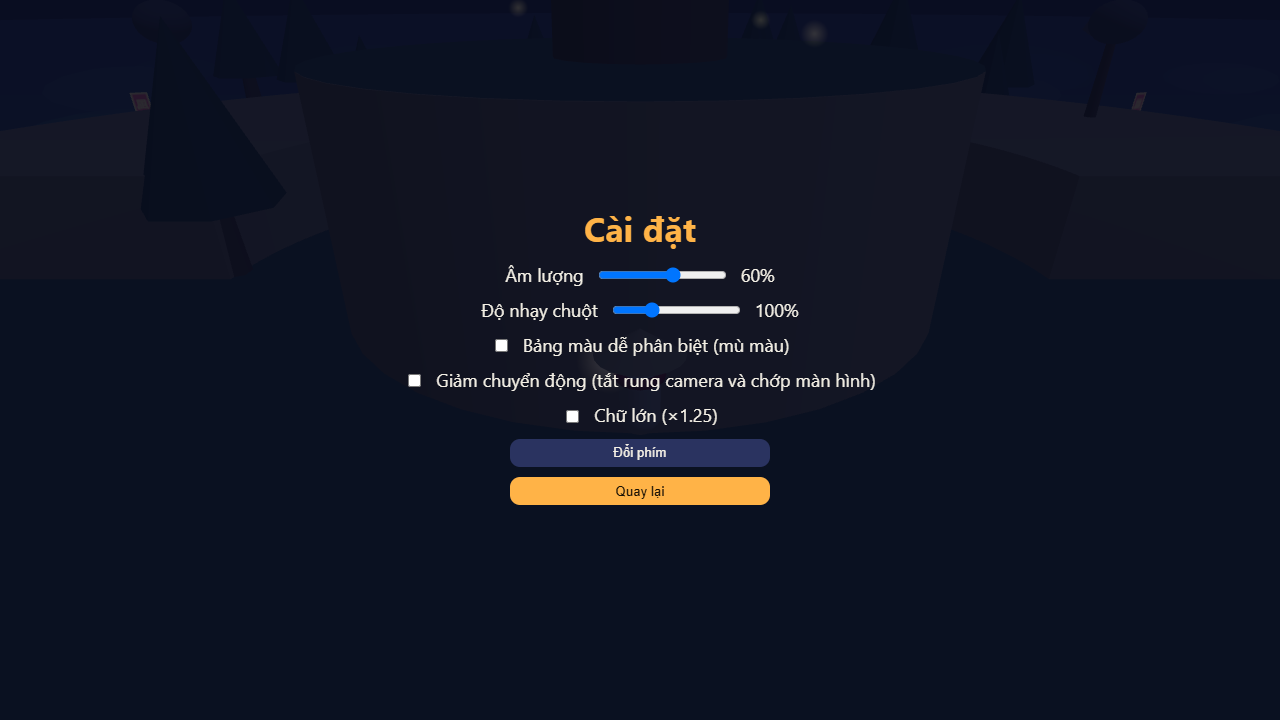 Cài đặt
Âm lượng 60%
Độ nhạy chuột 100%
Bảng màu dễ phân biệt (mù màu)
Giảm chuyển động (tắt rung camera và chớp màn hình)
Chữ lớn (×1.25)
Đổi phím
Quay lại